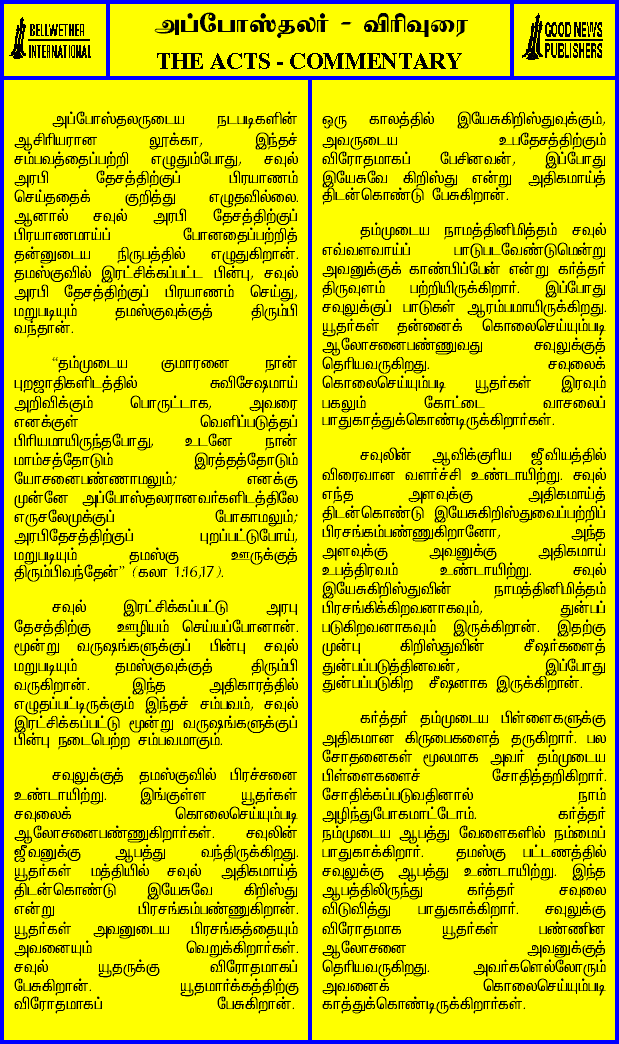 BELLWETHER
INTERNATIONAL
அப்போஸ்தலர் - விரிவுரை
THE ACTS - COMMENTARY
GOOD NEWS
PUBLISHERS
அப்போஸ்தலருடைய நடபடிகளின்
ஆசிரியரான லூக்கா, இந்தச்
சம்பவத்தைப்பற்றி எழுதும்போது, சவுல்
அரபி தேசத்திற்குப் பிரயாணம்
செய்ததைக் குறித்து எழுதவில்லை.
ஆனால் சவுல் அரபி தேசத்திற்குப்
பிரயாணமாய்ப் போனதைப்பற்றித்
தன்னுடைய நிருபத்தில் எழுதுகிறான்.
தமஸ்குவில் இரட்சிக்கப்பட்ட பின்பு, சவுல்
அரபி தேசத்திற்குப் பிரயாணம் செய்து,
மறுபடியும் தமஸ்குவுக்குத் திரும்பி
வந்தான்.
“தம்முடைய குமாரனை நான்
புறஜாதிகளிடத்தில் சுவிசேஷமாய்
அறிவிக்கும் பொருட்டாக, அவரை
எனக்குள் வெளிப்படுத்தப்
பிரியமாயிருந்தபோது, உடனே நான்
மாம்சத்தோடும் இரத்தத்தோடும்
யோசனைபண்ணாமலும்; எனக்கு
முன்னே அப்போஸ்தலரானவர்களிடத்திலே
எருசலேமுக்குப் போகாமலும்;
அரபிதேசத்திற்குப் புறப்பட்டுபோய்,
மறுபடியும் தமஸ்கு ஊருக்குத்
திரும்பிவந்தேன்” (கலா 1:16,17).
சவுல் இரட்சிக்கப்பட்டு அரபு
தேசத்திற்கு ஊழியம் செய்யப்போனான்.
மூன்று வருஷங்களுக்குப் பின்பு சவுல்
மறுபடியும் தமஸ்குவுக்குத் திரும்பி
வருகிறான். இந்த அதிகாரத்தில்
எழுதப்பட்டிருக்கும் இந்தச் சம்பவம், சவுல்
இரட்சிக்கப்பட்டு மூன்று வருஷங்களுக்குப்
பின்பு நடைபெற்ற சம்பவமாகும்.
சவுலுக்குத் தமஸ்குவில் பிரச்சனை
உண்டாயிற்று. இங்குள்ள யூதர்கள்
சவுலைக் கொலைசெய்யும்படி
ஆலோசனைபண்ணுகிறார்கள். சவுலின்
ஜீவனுக்கு ஆபத்து வந்திருக்கிறது.
யூதர்கள் மத்தியில் சவுல் அதிகமாய்த்
திடன்கொண்டு இயேசுவே கிறிஸ்து
என்று பிரசங்கம்பண்ணுகிறான்.
யூதர்கள் அவனுடைய பிரசங்கத்தையும்
அவனையும் வெறுக்கிறார்கள்.
சவுல் யூதருக்கு விரோதமாகப்
பேசுகிறான். யூதமார்க்கத்திற்கு
விரோதமாகப் பேசுகிறான்.
ஒரு காலத்தில் இயேசுகிறிஸ்துவுக்கும்,
அவருடைய உபதேசத்திற்கும்
விரோதமாகப் பேசினவன், இப்போது
இயேசுவே கிறிஸ்து என்று அதிகமாய்த்
திடன்கொண்டு பேசுகிறான்.
தம்முடைய நாமத்தினிமித்தம் சவுல்
எவ்வளவாய்ப் பாடுபடவேண்டுமென்று
அவனுக்குக் காண்பிப்பேன் என்று கர்த்தர்
திருவுளம் பற்றியிருக்கிறார். இப்போது
சவுலுக்குப் பாடுகள் ஆரம்பமாயிருக்கிறது.
யூதர்கள் தன்னைக் கொலைசெய்யும்படி
ஆலோசனைபண்ணுவது சவுலுக்குத்
தெரியவருகிறது. சவுலைக்
கொலைசெய்யும்படி யூதர்கள் இரவும்
பகலும் கோட்டை வாசலைப்
பாதுகாத்துக்கொண்டிருக்கிறார்கள்.
சவுலின் ஆவிக்குரிய ஜீவியத்தில்
விரைவான வளர்ச்சி உண்டாயிற்று. சவுல்
எந்த அளவுக்கு அதிகமாய்த்
திடன்கொண்டு இயேசுகிறிஸ்துவைப்பற்றிப்
பிரசங்கம்பண்ணுகிறானோ, அந்த
அளவுக்கு அவனுக்கு அதிகமாய்
உபத்திரவம் உண்டாயிற்று. சவுல்
இயேசுகிறிஸ்துவின் நாமத்தினிமித்தம்
பிரசங்கிக்கிறவனாகவும், துன்பப்
படுகிறவனாகவும் இருக்கிறான். இதற்கு
முன்பு கிறிஸ்துவின் சீஷர்களைத்
துன்பப்படுத்தினவன், இப்போது
துன்பப்படுகிற சீஷனாக இருக்கிறான்.
கர்த்தர் தம்முடைய பிள்ளைகளுக்கு
அதிகமான கிருபைகளைத் தருகிறார். பல
சோதனைகள் மூலமாக அவர் தம்முடைய
பிள்ளைகளைச் சோதித்தறிகிறார்.
சோதிக்கப்படுவதினால் நாம்
அழிந்துபோகமாட்டோம். கர்த்தர்
நம்முடைய ஆபத்து வேளைகளில் நம்மைப்
பாதுகாக்கிறார். தமஸ்கு பட்டணத்தில்
சவுலுக்கு ஆபத்து உண்டாயிற்று. இந்த
ஆபத்திலிருந்து கர்த்தர் சவுலை
விடுவித்து பாதுகாக்கிறார். சவுலுக்கு
விரோதமாக யூதர்கள் பண்ணின
ஆலோசனை அவனுக்குத்
தெரியவருகிறது. அவர்களெல்லோரும்
அவனைக் கொலைசெய்யும்படி
காத்துக்கொண்டிருக்கிறார்கள்.